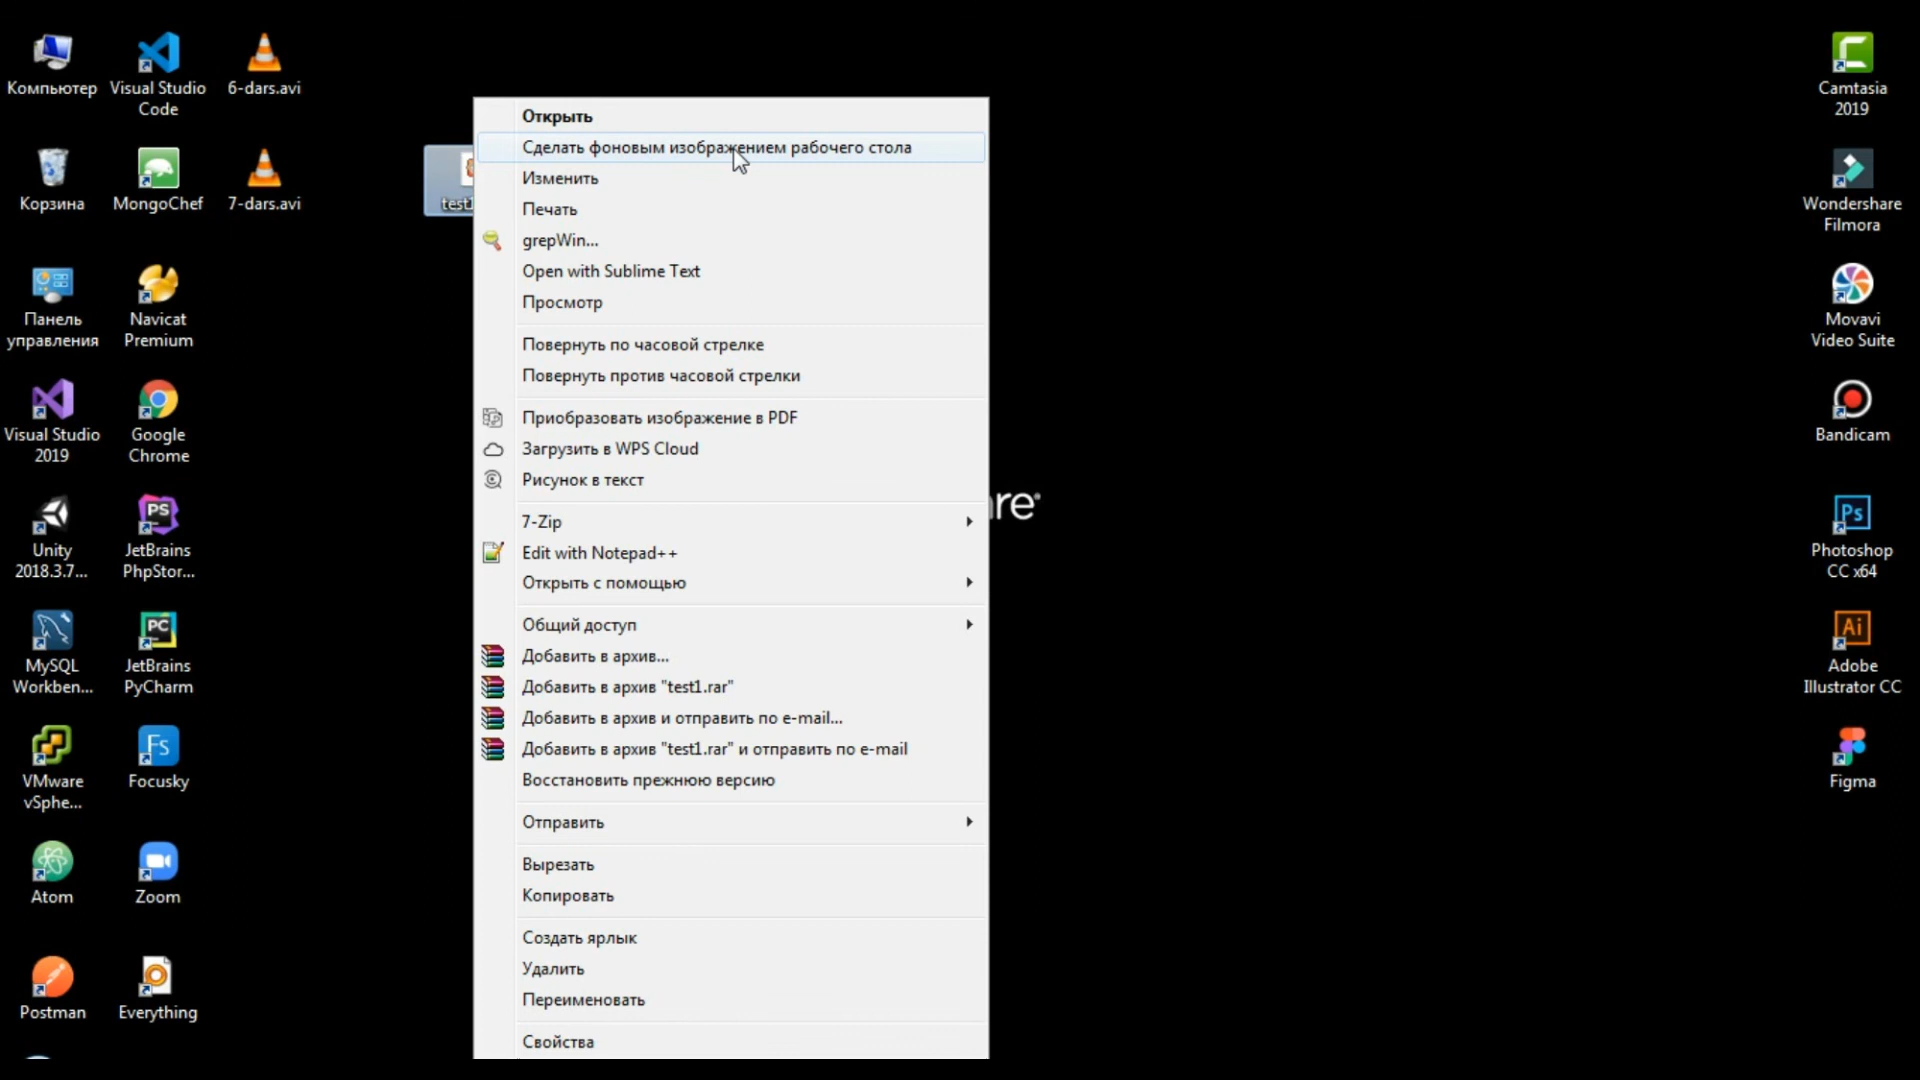 Компьютер
Visual Studio
Code
6-dars.avi
Корзина
MongoChef
7-dars.avi
Панель
управления
Navicat
Premium
Visual Studio
2019
Google
Chrome
Unity
2018.3.7...
JetBrains
PhpStor...
MySQL
Workben...
JetBrains
PyCharm
VMware
vSphe...
Focusky
Atom
Zoom
Postman
Everything
test1
Открыть
Сделать фоновым изображением рабочего стола
Изменить
Печать
grepWin...
Open with Sublime Text
Просмотр
Повернуть по часовой стрелке
Повернуть против часовой стрелки
Приобразовать изображение в PDF
Загрузить в WPS Cloud
Рисунок в текст
7-Zip
Edit with Notepad++
Открыть с помощью
Общий доступ
Добавить в архив...
Добавить в архив "test1.rar"
Добавить в архив и отправить по e-mail...
Добавить в архив "test1.rar" и отправить по e-mail
Восстановить прежнюю версию
Отправить
Вырезать
Копировать
Создать ярлык
Удалить
Переименовать
Свойства
re®
Camtasia
2019
Wondershare
Filmora
Movavi
Video Suite
Bandicam
Ps
Photoshop
CC x64
Ai
Adobe
Illustrator CC
Figma
PS
PC
Fs